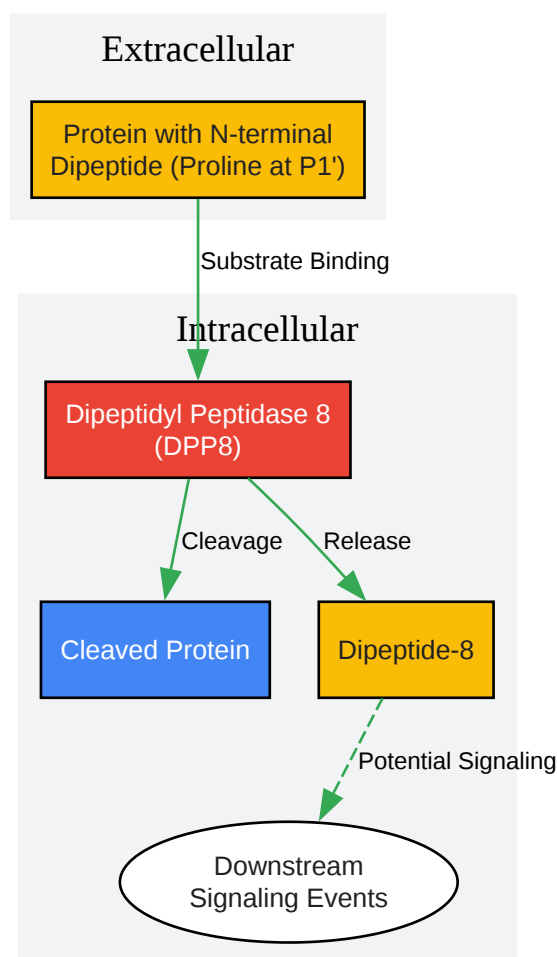 Extracellular
Protein with N-terminal
Dipeptide (Proline at P1')
Substrate Binding
Intracellular
Dipeptidyl Peptidase 8
(DPP8)
Cleavage
Release
Cleaved Protein
Dipeptide-8
Potential Signaling
Downstream
Signaling Events